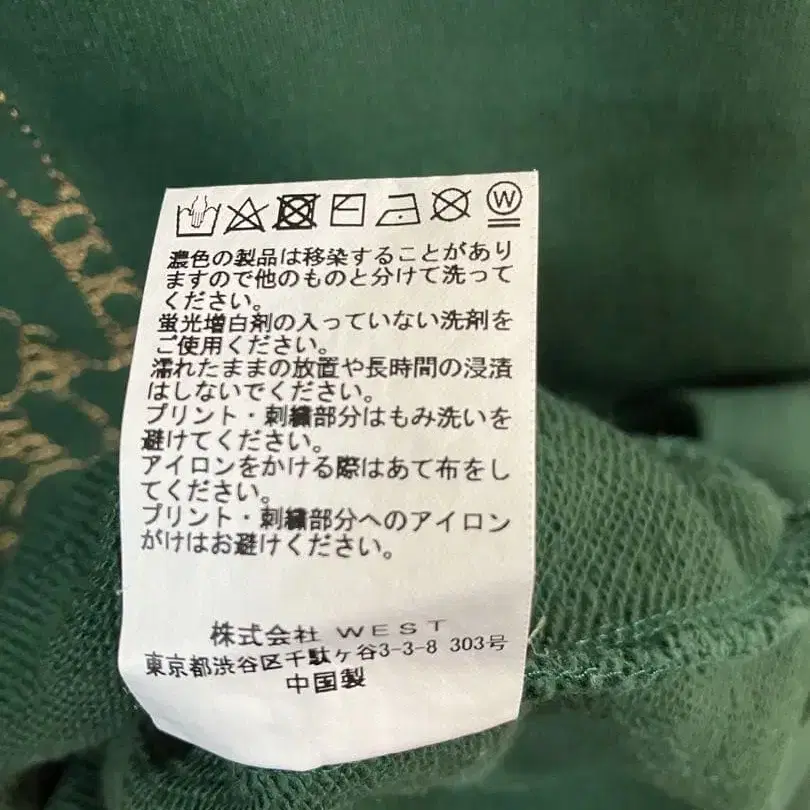 W
濃色の製品は移染することがあり
ますので他のものと分けて洗って
ください。
蛍光増白剤の入っていない洗剤を
ご使用ください。
濡れたままの放置や長時間の浸漬
はしないでください。
プリント・刺繍部分はもみ洗いを
避けてください。
アイロンをかける際はあて布をし
てください。
プリント・刺繍部分へのアイロン
がけはお避けください。
株式会社 WEST
東京都渋谷区千駄ヶ谷3-3-8 303号
中国製